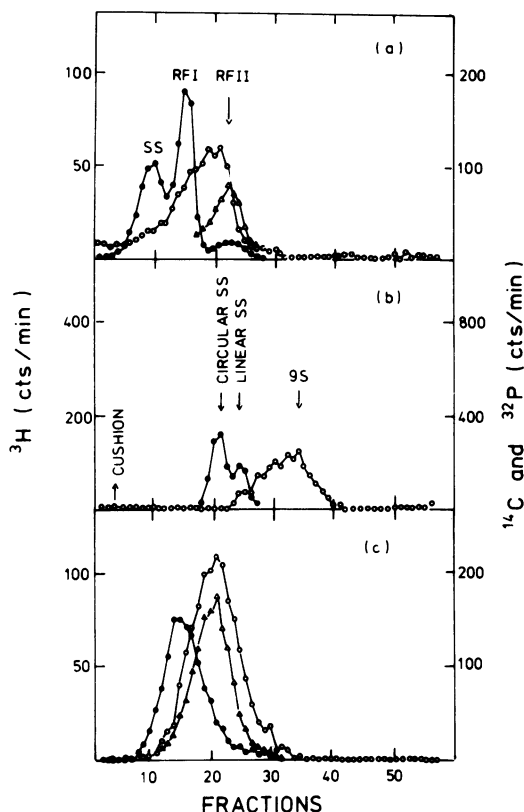 (a)
100
50
200
100
SS
RFI
RFII
(b)
400
200
800
400
CUSHION
CIRCULAR SS
LINEAR SS
9S
(c)
100
50
200
100
10 20 30 40 50
FRACTIONS
³H (cts/min)
¹⁴C and ³²P (cts/min)